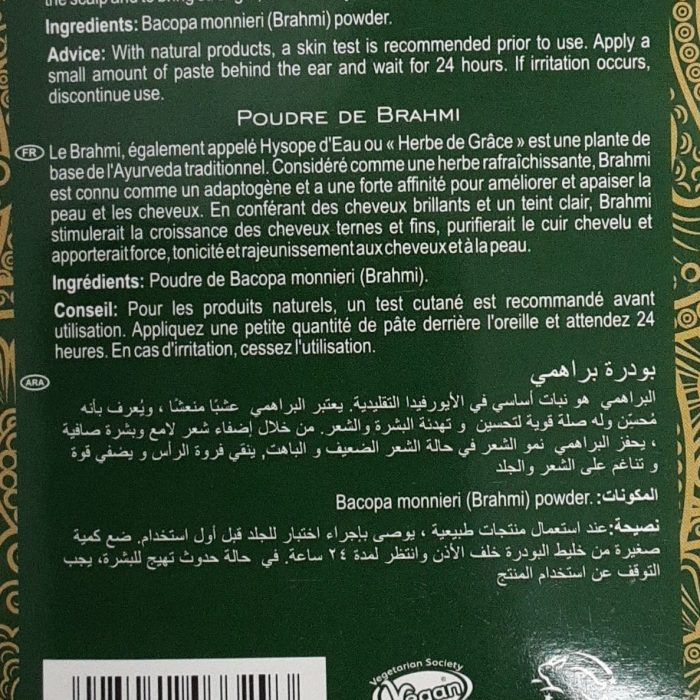 the scalp and to bring
Ingredients: Bacopa monnieri (Brahmi) powder.
Advice: With natural products, a skin test is recommended prior to use. Apply a
small amount of paste behind the ear and wait for 24 hours. If irritation occurs,
discontinue use.
POUDRE DE BRAHMI
FR Le Brahmi, également appelé Hysope d'Eau ou « Herbe de Grâce » est une plante de
base de l'Ayurveda traditionnel. Considéré comme une herbe rafraîchissante, Brahmi
est connu comme un adaptogène et a une forte affinité pour améliorer et apaiser la
peau et les cheveux. En conférant des cheveux brillants et un teint clair, Brahmi
stimulerait la croissance des cheveux ternes et fins, purifierait le cuir chevelu et
apporterait force, tonicité et rajeunissement aux cheveux et à la peau.
Ingrédients: Poudre de Bacopa monnieri (Brahmi).
Conseil: Pour les produits naturels, un test cutané est recommandé avant
utilisation. Appliquez une petite quantité de pâte derrière l'oreille et attendez 24
heures. En cas d'irritation, cessez l'utilisation.
بودرة براهمي
ARA
البراهمي هو نبات أساسي في الأيورفيدا التقليدية. يعتبر البراهمي عشبًا منعشًا ، ويُعرف بأنه
مُحسّن وله صلة قوية لتحسين و تهدئة البشرة والشعر. من خلال إضفاء شعر لامع وبشرة صافية
، يحفز البراهمي نمو الشعر في حالة الشعر الضعيف و الباهت, ينقي فروة الرأس و يضفي قوة
و تناغم على الشعر والجلد
المكونات: Bacopa monnieri (Brahmi) powder.
نصيحة: عند استعمال منتجات طبيعية ، يوصى بإجراء اختبار للجلد قبل أول استخدام. ضع كمية
صغيرة من خليط البودرة خلف الأذن وانتظر لمدة ٢٤ ساعة. في حالة حدوث تهيج للبشرة، يجب
التوقف عن استخدام المنتج
Vegetarian Society
Vegan